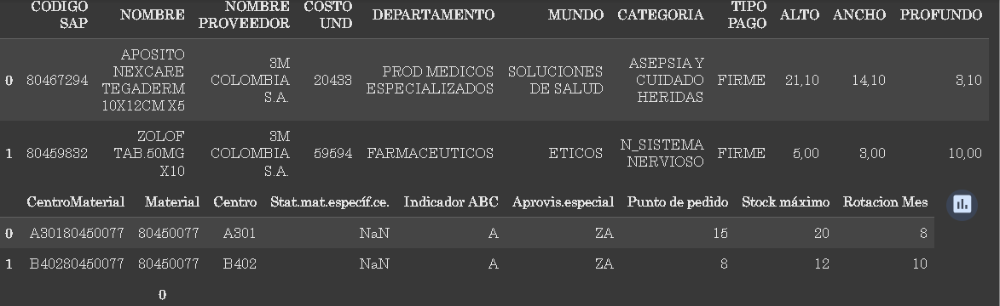 CODIGO SAP NOMBRE NOMBRE PROVEEDOR COSTO UND DEPARTAMENTO MUNDO CATEGORIA TIPO PAGO ALTO ANCHO PROFUNDO
0 80467294 APOSITO NEXCARE TEGADERM 10X12CM X5 3M COLOMBIA S.A. 20433 PROD MEDICOS ESPECIALIZADOS SOLUCIONES DE SALUD ASEPSIA Y CUIDADO HERIDAS FIRME 21,10 14,10 3,10
1 80459832 ZOLOF TAB.50MG X10 3M COLOMBIA S.A. 59594 FARMACEUTICOS ETICOS N_SISTEMA NERVIOSO FIRME 5,00 3,00 10,00
CentroMaterial Material Centro Stat.mat.específ.ce. Indicador ABC Aprovis.especial Punto de pedido Stock máximo Rotacion Mes
0 A30180450077 80450077 A301 NaN A ZA 15 20 8
1 B40280450077 80450077 B402 NaN A ZA 8 12 10
0